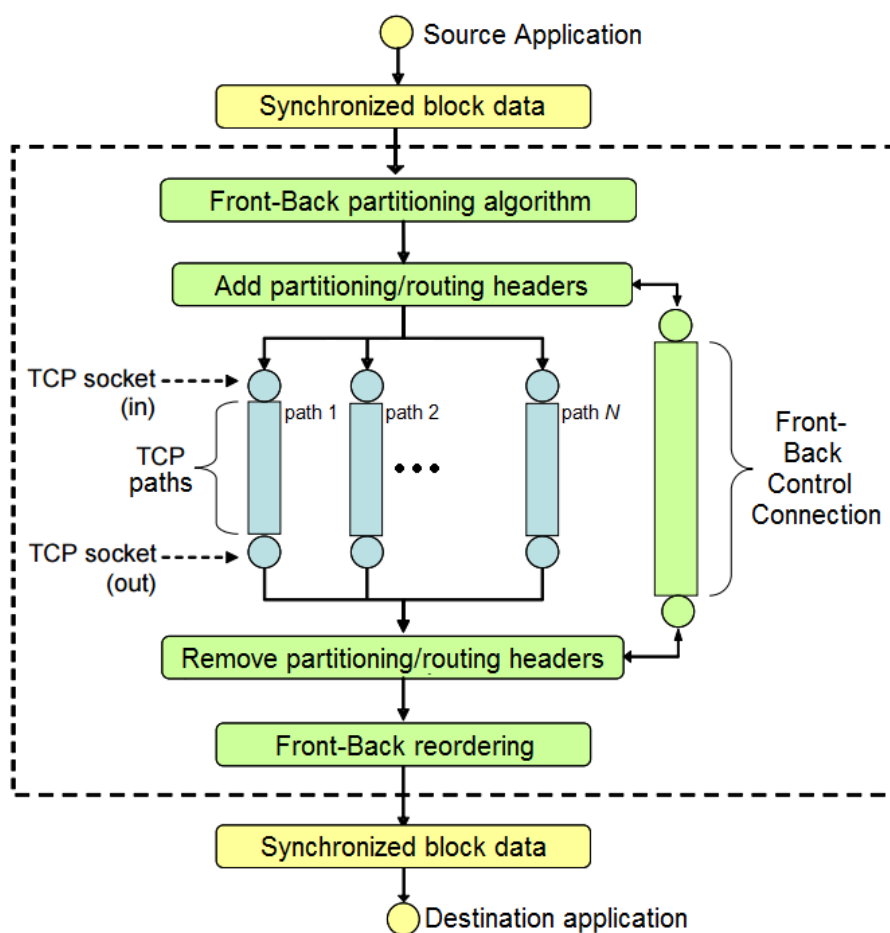 Source Application
Synchronized block data
Front-Back partitioning algorithm
Add partitioning/routing headers
TCP socket
(in)
path 1
path 2
path N
TCP
paths
Front-
Back
Control
Connection
TCP socket
(out)
Remove partitioning/routing headers
Front-Back reordering
Synchronized block data
Destination application